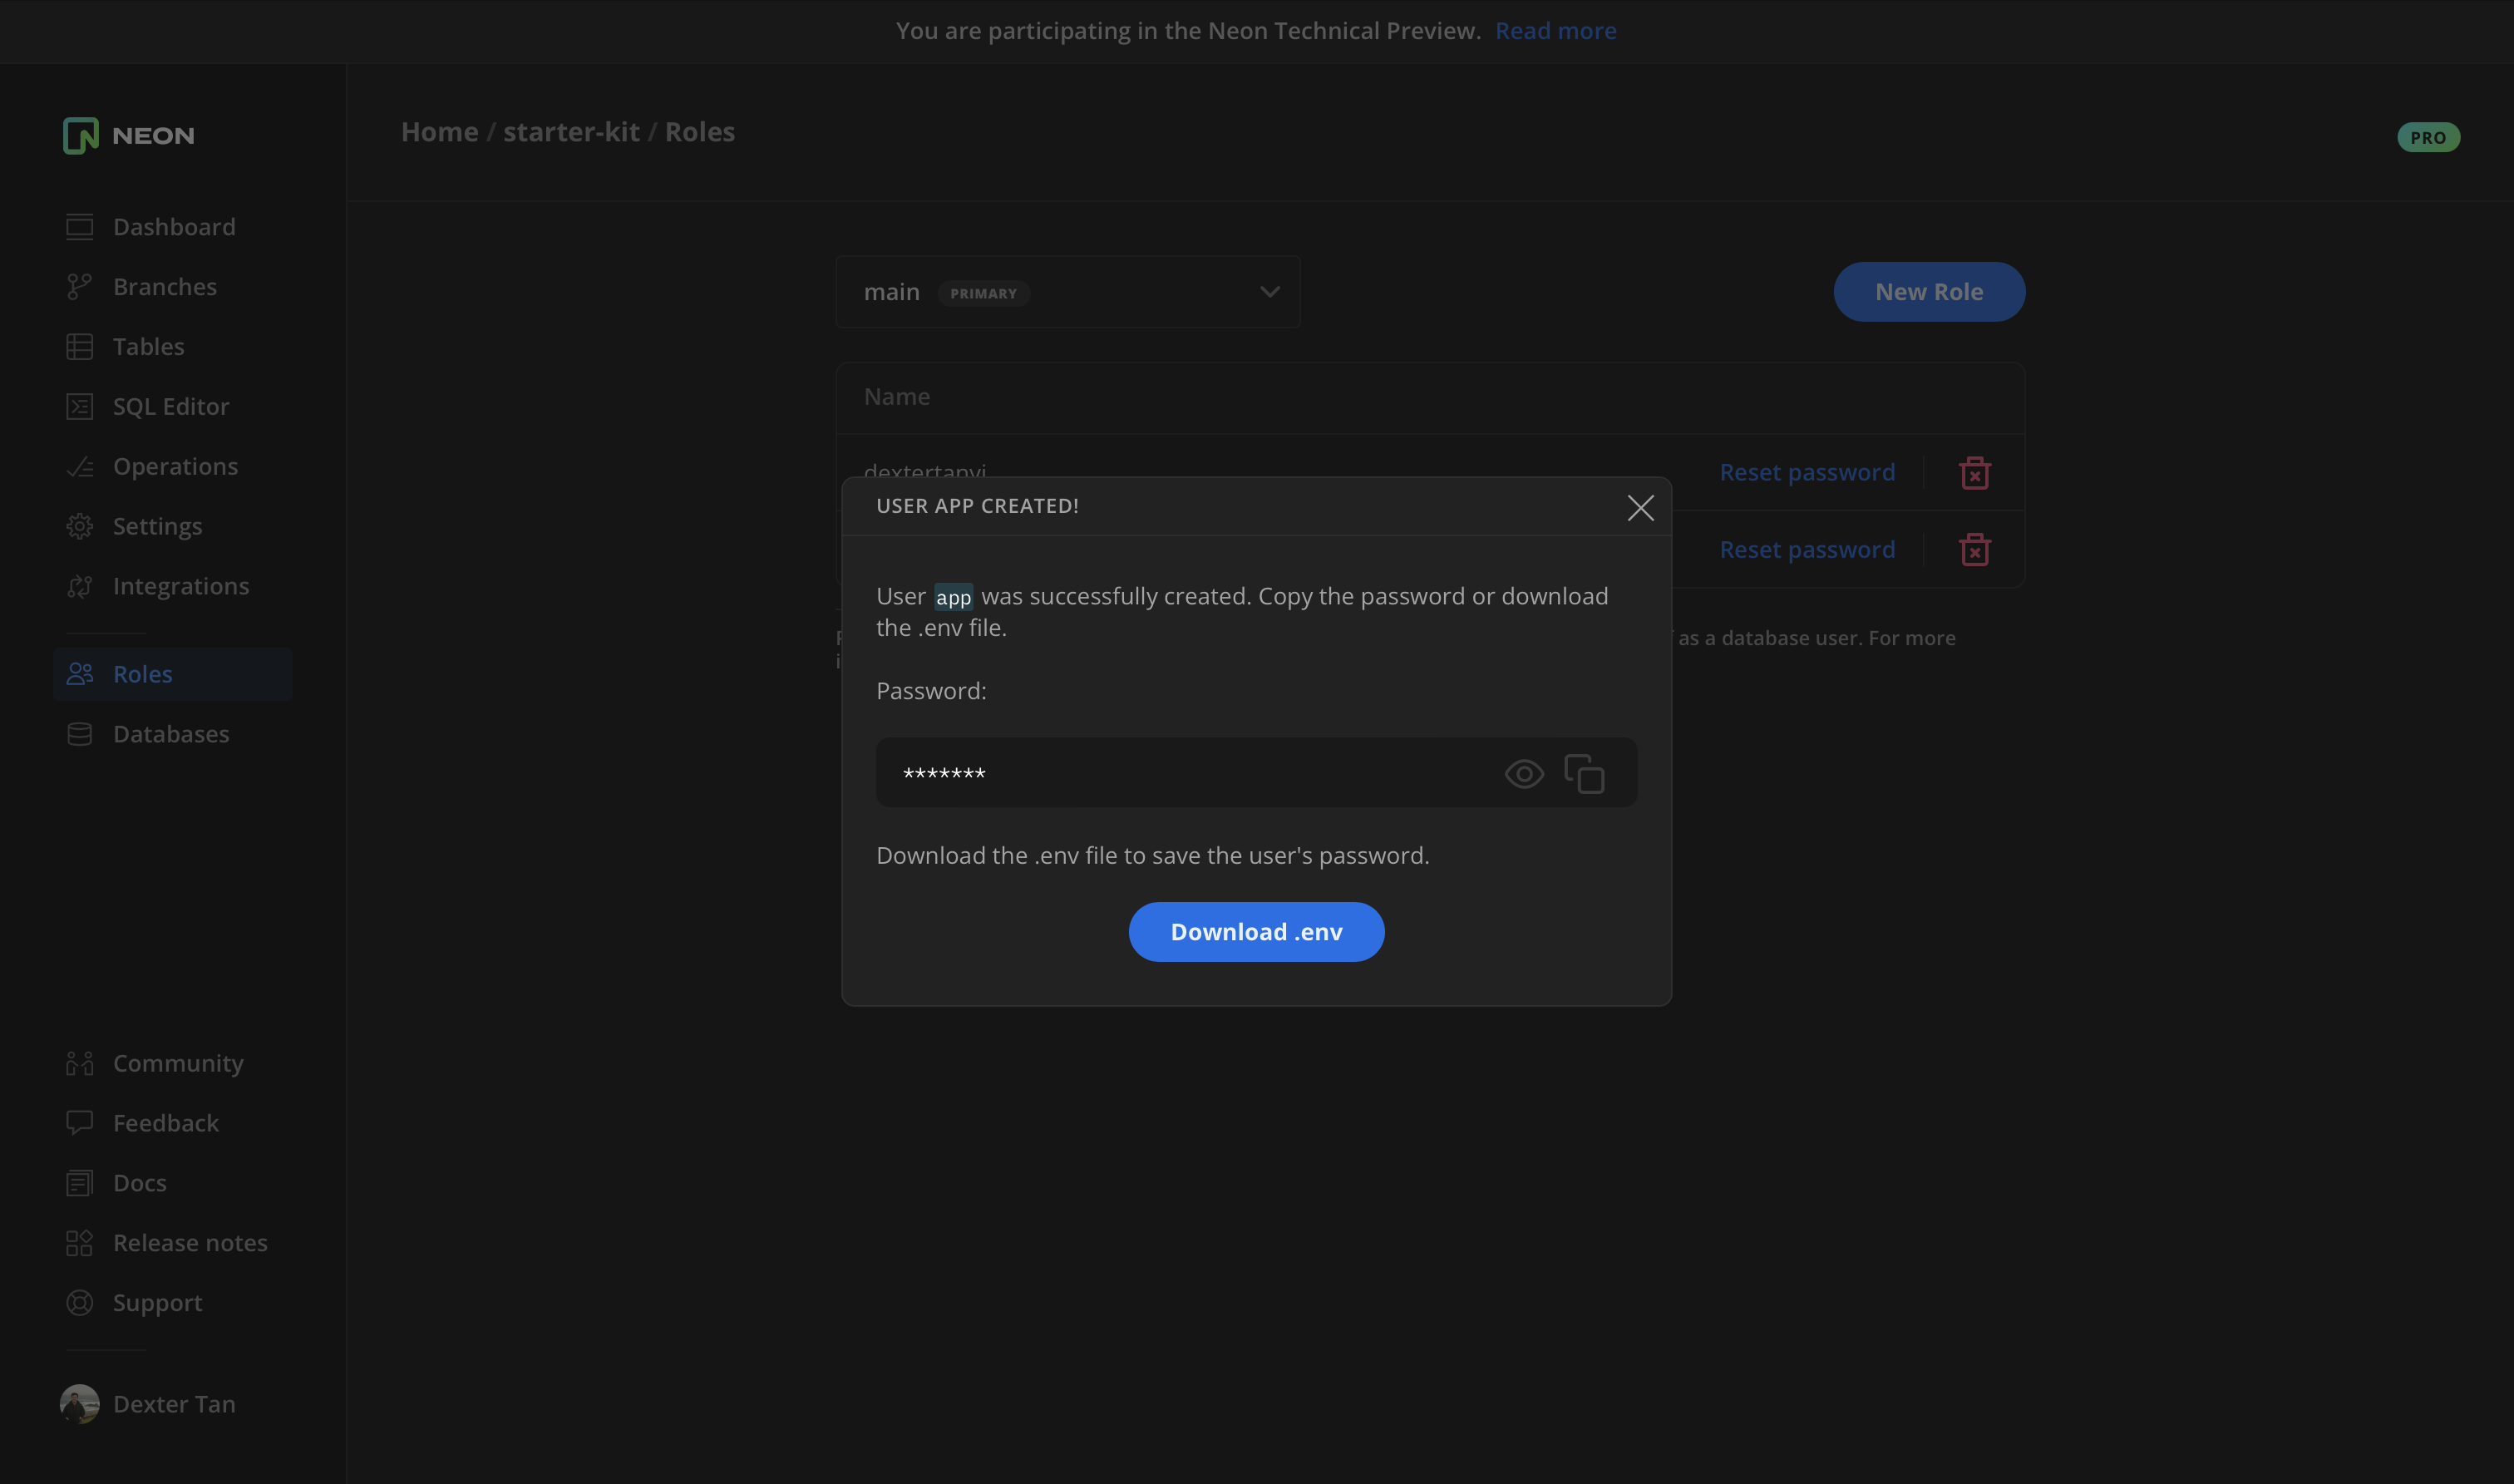 You are participating in the Neon Technical Preview. Read more
NEON
Home / starter-kit / Roles
PRO
Dashboard
Branches
Tables
SQL Editor
Operations
Settings
Integrations
Roles
Databases
Community
Feedback
Docs
Release notes
Support
Dexter Tan
main PRIMARY
New Role
Name
dextertanyi
Reset password
Reset password
as a database user. For more
USER APP CREATED!
User app was successfully created. Copy the password or download
the .env file.
Password:
*******
Download the .env file to save the user's password.
Download .env